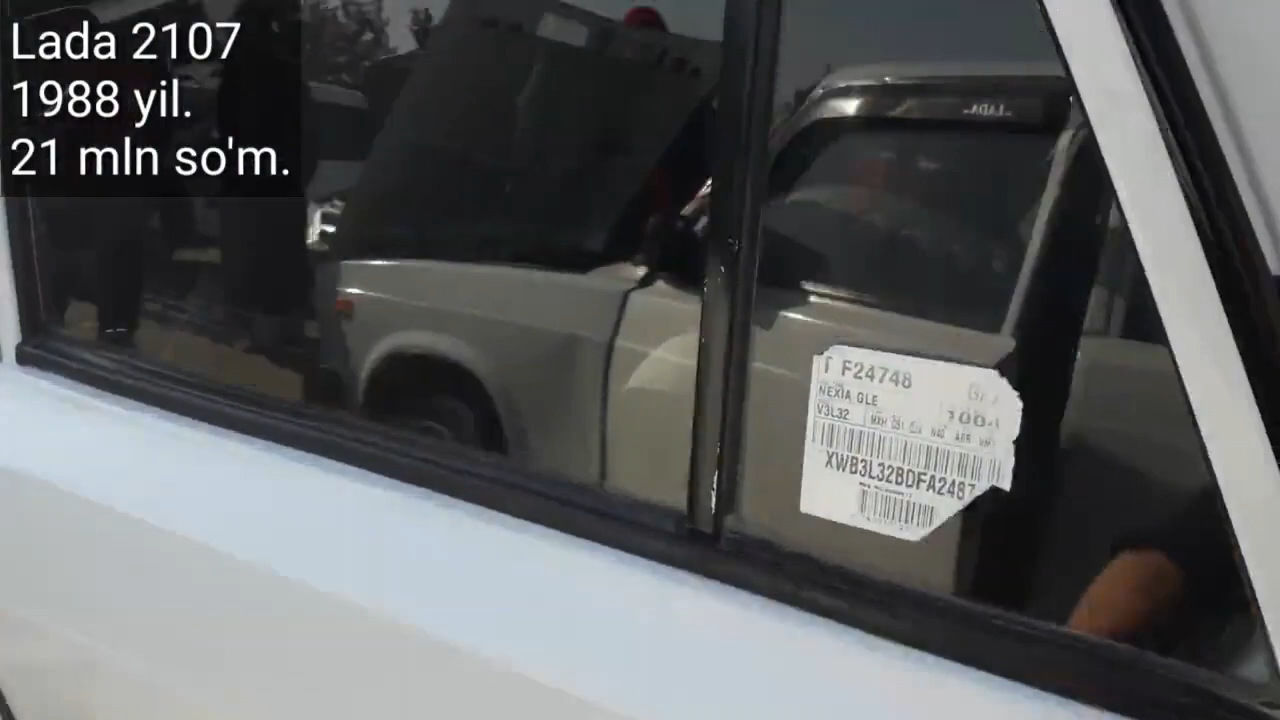 Lada 2107
1988 yil.
21 mln so'm.
-LADA-
F24748
NEXIA GLE
V3L32
XWB3L32BDFA2487